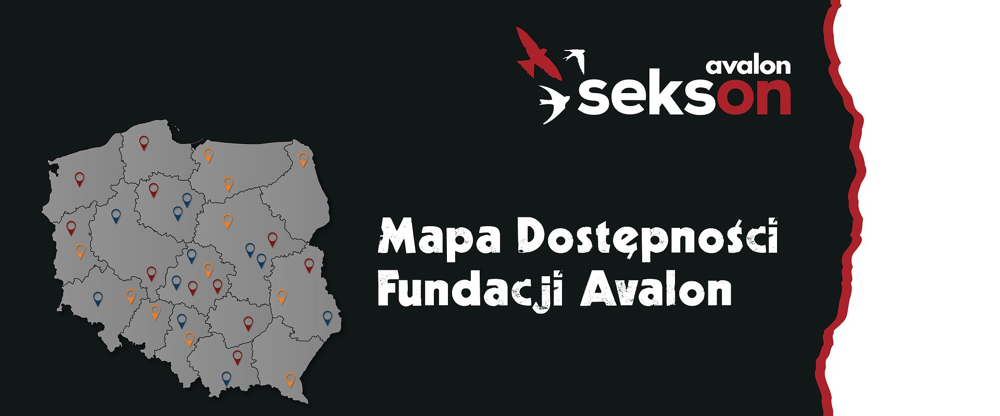 avalon
sekson
Mapa Dostępności
Fundacji Avalon